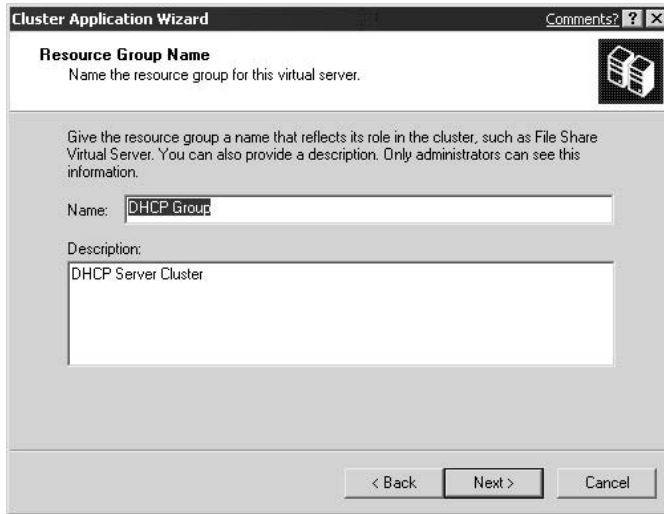 Cluster Application Wizard
Comments? ? X
Resource Group Name
Name the resource group for this virtual server.
Give the resource group a name that reflects its role in the cluster, such as File Share
Virtual Server. You can also provide a description. Only administrators can see this
information.
Name: DHCP Group
Description:
DHCP Server Cluster
< Back Next > Cancel